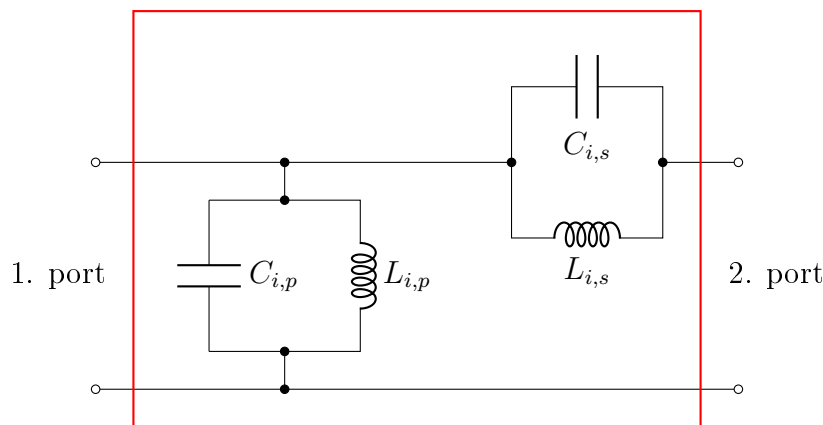 C_{i,s}
L_{i,s}
1. port
C_{i,p}
L_{i,p}
2. port